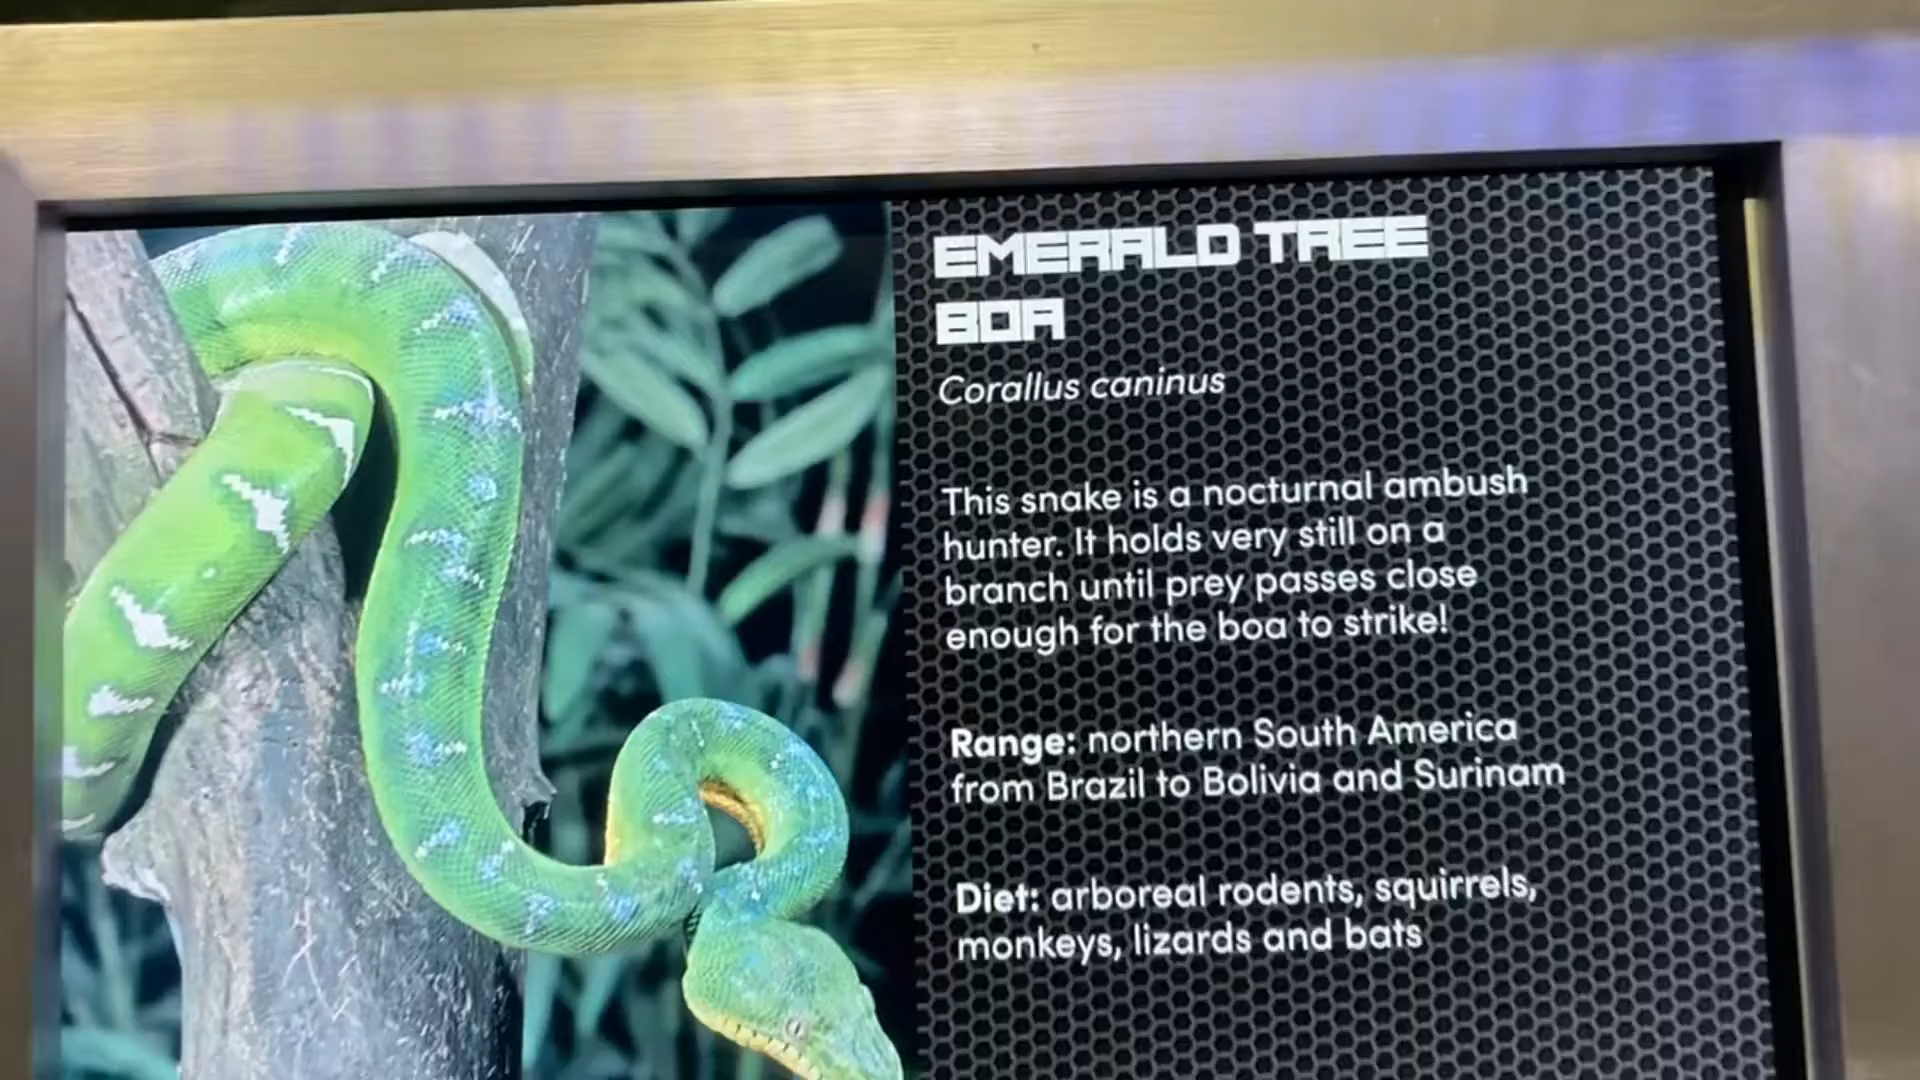 EMERALD TREE
BOA
Corallus caninus
This snake is a nocturnal ambush
hunter. It holds very still on a
branch until prey passes close
enough for the boa to strike!
Range: northern South America
from Brazil to Bolivia and Surinam
Diet: arboreal rodents, squirrels,
monkeys, lizards and bats